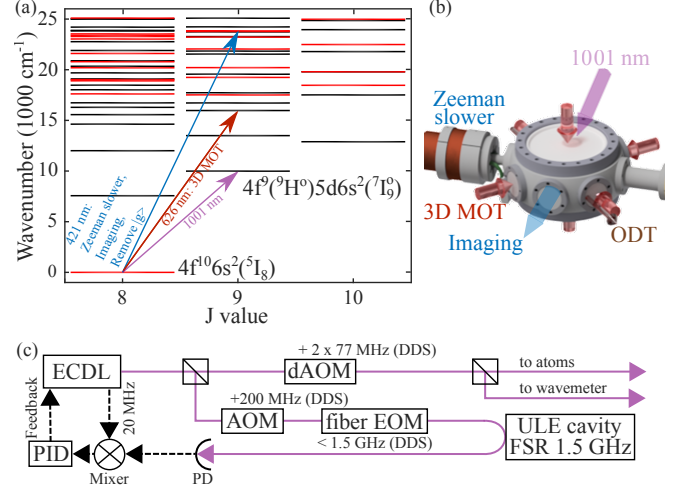 (a)
25
20
15
10
5
0
Wavenumber (1000 cm⁻¹)
421 nm:
Zeeman slower,
Imaging,
Remove |g>
626 nm: 3D MOT
1001 nm
4f⁹(⁹Hº)5d6s²(⁷Iº₉)
4f¹⁰6s²(⁵I₈)
8
9
10
J value
(b)
1001 nm
Zeeman
slower
3D MOT
Imaging
ODT
(c)
ECDL
+ 2 x 77 MHz (DDS)
dAOM
to atoms
to wavemeter
Feedback
20 MHz
+200 MHz (DDS)
AOM
fiber EOM
< 1.5 GHz (DDS)
ULE cavity
FSR 1.5 GHz
PID
Mixer
PD